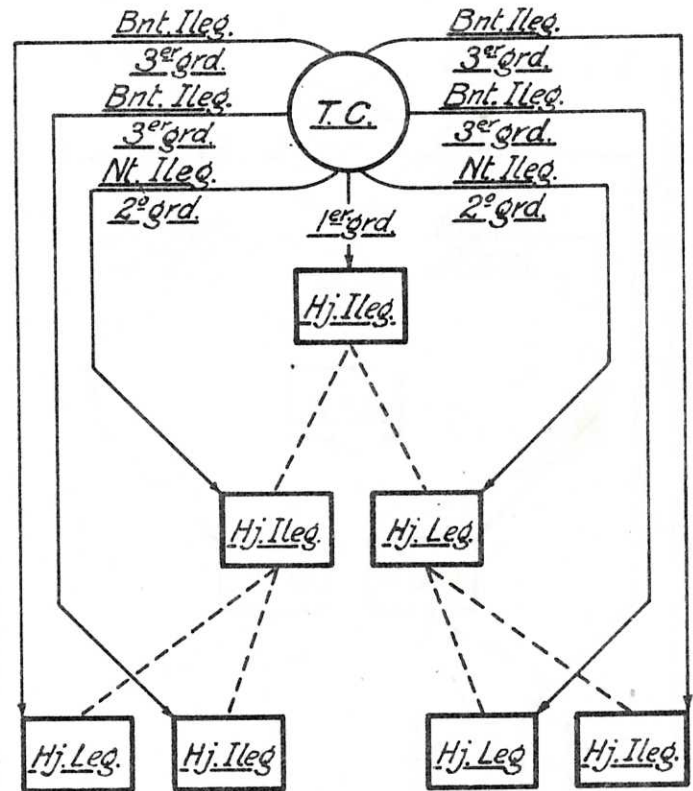 Bnt. Ileg.
3er grd.
Bnt. Ileg.
3er grd.
Bnt. Ileg.
3er grd.
T.C.
Bnt. Ileg.
3er grd.
Nt. Ileg.
2º grd.
Nt. Ileg.
2º grd.
1er grd.
Hj. Ileg.
Hj. Ileg.
Hj. Leg.
Hj. Leg.
Hj. Ileg
Hj. Leg
Hj. Ileg.